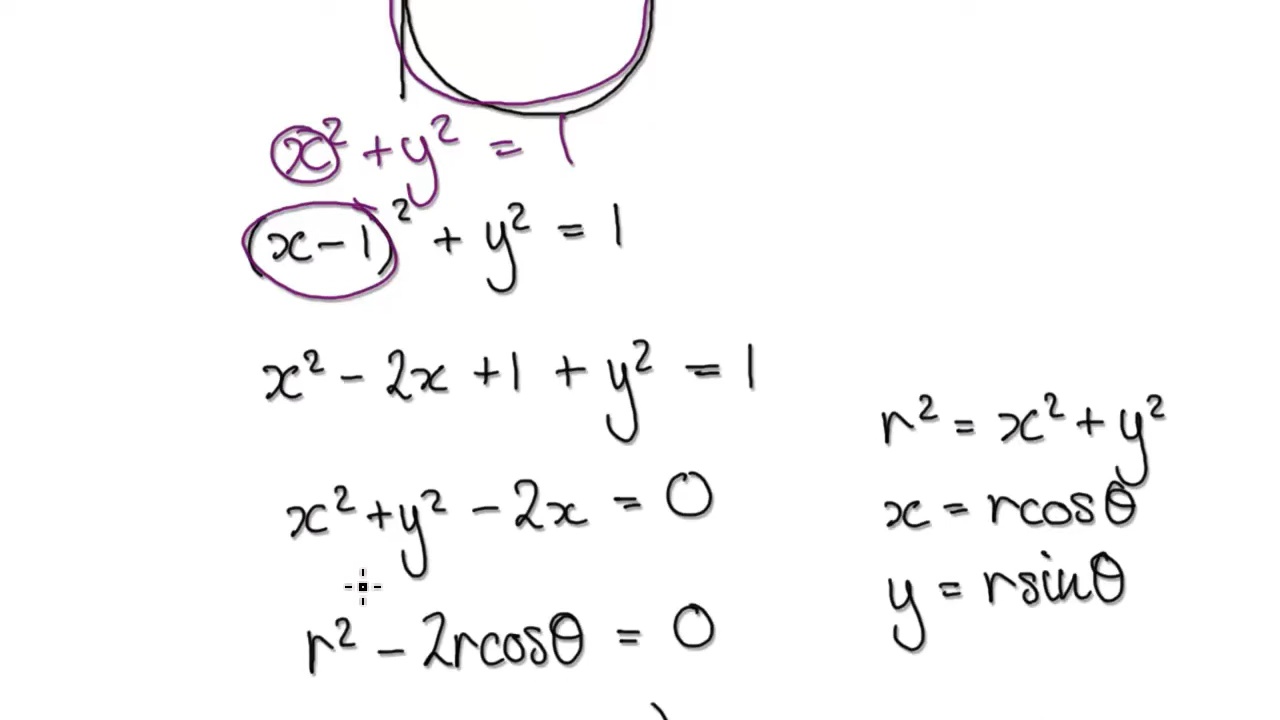 x² + y² = 1
(x − 1)² + y² = 1
x² − 2x + 1 + y² = 1
x² + y² − 2x = 0
r² − 2rcosθ = 0
r² = x² + y²
x = rcosθ
y = rsinθ